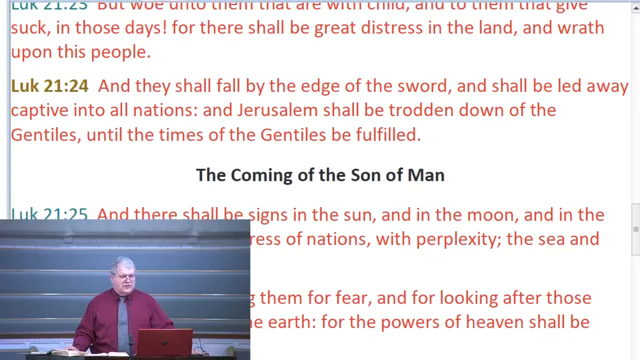 Luk 21:23 But woe unto them that are with child, and to them that give
suck, in those days! for there shall be great distress in the land, and wrath
upon this people.
Luk 21:24 And they shall fall by the edge of the sword, and shall be led away
captive into all nations: and Jerusalem shall be trodden down of the
Gentiles, until the times of the Gentiles be fulfilled.
The Coming of the Son of Man
Luk 21:25 And there shall be signs in the sun, and in the moon, and in the
ress of nations, with perplexity; the sea and
g them for fear, and for looking after those
e earth: for the powers of heaven shall be